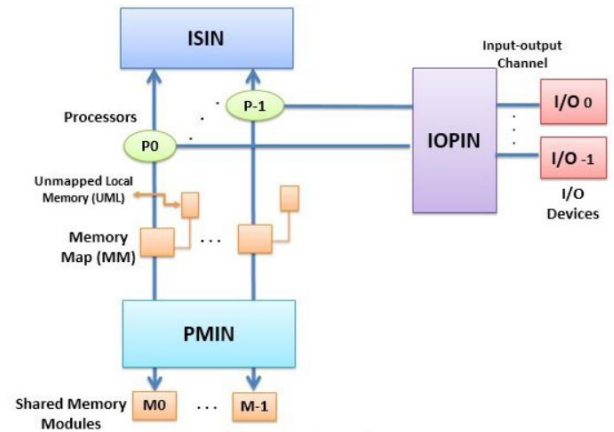 ISIN
Input-output
Channel
Processors
P-1
P0
IOPIN
I/O 0
I/O -1
I/O
Devices
Unmapped Local
Memory (UML)
Memory
Map (MM)
. . .
PMIN
Shared Memory
Modules
M0
. . .
M-1